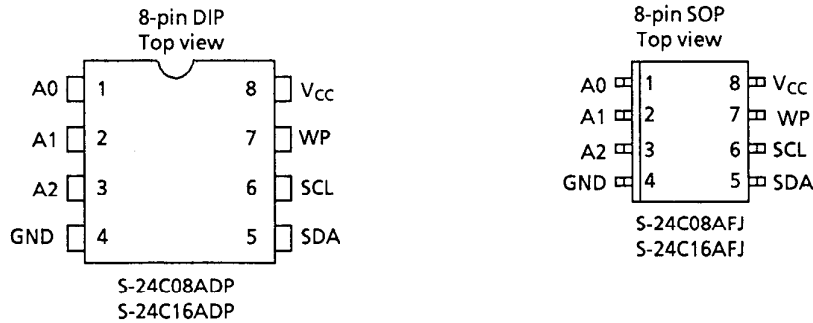 8-pin DIP
Top view
A0 1 8 VCC
A1 2 7 WP
A2 3 6 SCL
GND 4 5 SDA
S-24C08ADP
S-24C16ADP
8-pin SOP
Top view
A0 1 8 VCC
A1 2 7 WP
A2 3 6 SCL
GND 4 5 SDA
S-24C08AFJ
S-24C16AFJ